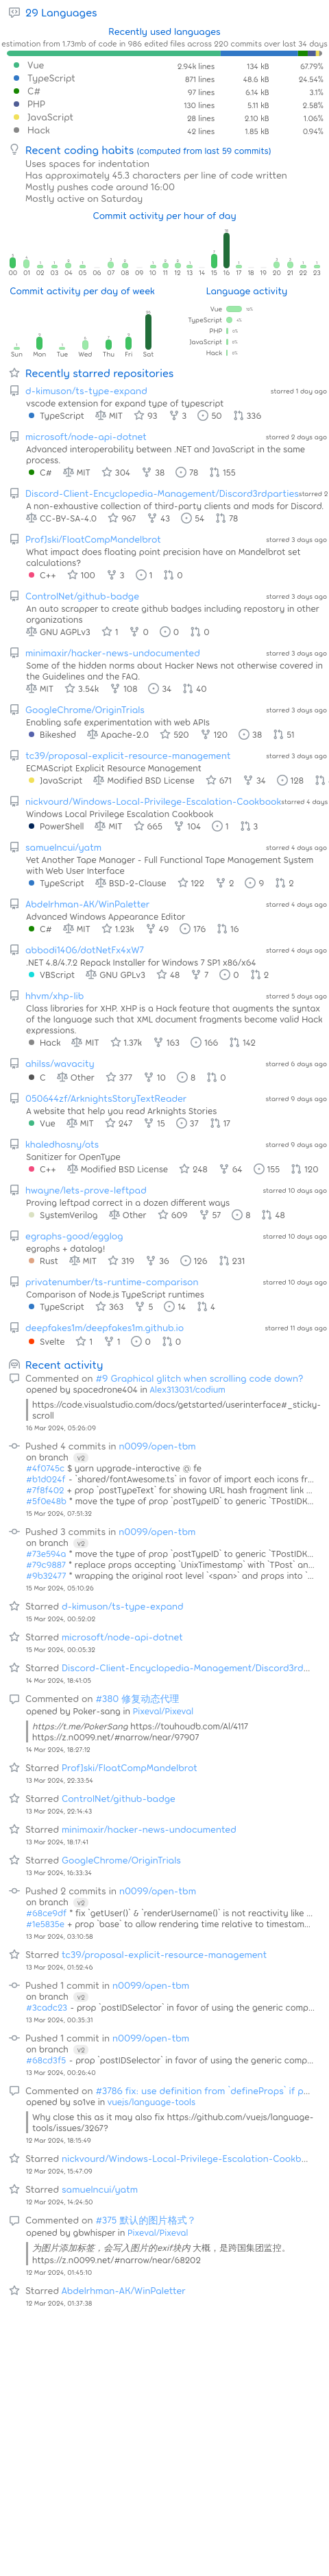 29 Languages
Recently used languages
estimation from 1.73mb of code in 986 edited files across 220 commits over last 34 days
Vue 2.94k lines 134 kB 67.79%
TypeScript 871 lines 48.6 kB 24.54%
C# 97 lines 6.14 kB 3.1%
PHP 130 lines 5.11 kB 2.58%
JavaScript 28 lines 2.10 kB 1.06%
Hack 42 lines 1.85 kB 0.94%
Recent coding habits (computed from last 59 commits)
Uses spaces for indentation
Has approximately 45.3 characters per line of code written
Mostly pushes code around 16:00
Mostly active on Saturday
Commit activity per hour of day
00 01 02 03 04 05 06 07 08 09 10 11 12 13 14 15 16 17 18 19 20 21 22 23
Commit activity per day of week
Language activity
Vue
TypeScript
PHP
JavaScript
Hack
Sun Mon Tue Wed Thu Fri Sat
Recently starred repositories
d-kimuson/ts-type-expand starred 1 day ago
vscode extension for expand type of typescript
TypeScript MIT 93 3 50 336
microsoft/node-api-dotnet starred 2 days ago
Advanced interoperability between .NET and JavaScript in the same
process.
C# MIT 304 38 78 155
Discord-Client-Encyclopedia-Management/Discord3rdparties starred 2
A non-exhaustive collection of third-party clients and mods for Discord.
CC-BY-SA-4.0 967 43 54 78
ProfJski/FloatCompMandelbrot starred 3 days ago
What impact does floating point precision have on Mandelbrot set
calculations?
C++ 100 3 1 0
ControlNet/github-badge starred 3 days ago
An auto scrapper to create github badges including repository in other
organizations
GNU AGPLv3 1 0 0 0
minimaxir/hacker-news-undocumented starred 3 days ago
Some of the hidden norms about Hacker News not otherwise covered in
the Guidelines and the FAQ.
MIT 3.54k 108 34 40
GoogleChrome/OriginTrials starred 3 days ago
Enabling safe experimentation with web APIs
Bikeshed Apache-2.0 520 120 38 51
tc39/proposal-explicit-resource-management starred 3 days ago
ECMAScript Explicit Resource Management
JavaScript Modified BSD License 671 34 128
nickvourd/Windows-Local-Privilege-Escalation-Cookbook starred 4 days
Windows Local Privilege Escalation Cookbook
PowerShell MIT 665 104 1 3
samuelncui/yatm starred 4 days ago
Yet Another Tape Manager - Full Functional Tape Management System
with Web User Interface
TypeScript BSD-2-Clause 122 2 9 2
Abdelrhman-AK/WinPaletter starred 4 days ago
Advanced Windows Appearance Editor
C# MIT 1.23k 49 176 16
abbodi1406/dotNetFx4xW7 starred 4 days ago
.NET 4.8/4.7.2 Repack Installer for Windows 7 SP1 x86/x64
VBScript GNU GPLv3 48 7 0 2
hhvm/xhp-lib starred 5 days ago
Class libraries for XHP. XHP is a Hack feature that augments the syntax
of the language such that XML document fragments become valid Hack
expressions.
Hack MIT 1.37k 163 166 142
ahilss/wavacity starred 6 days ago
C Other 377 10 8 0
050644zf/ArknightsStoryTextReader starred 9 days ago
A website that help you read Arknights Stories
Vue MIT 247 15 37 17
khaledhosny/ots starred 9 days ago
Sanitizer for OpenType
C++ Modified BSD License 248 64 155 120
hwayne/lets-prove-leftpad starred 10 days ago
Proving leftpad correct in a dozen different ways
SystemVerilog Other 609 57 8 48
egraphs-good/egglog starred 10 days ago
egraphs + datalog!
Rust MIT 319 36 126 231
privatenumber/ts-runtime-comparison starred 10 days ago
Comparison of Node.js TypeScript runtimes
TypeScript 363 5 14 4
deepfakes1m/deepfakes1m.github.io starred 11 days ago
Svelte 1 1 0 0
Recent activity
Commented on #9 Graphical glitch when scrolling code down?
opened by spacedrone404 in Alex313031/codium
https://code.visualstudio.com/docs/getstarted/userinterface#_sticky-
scroll
16 Mar 2024, 05:26:09
Pushed 4 commits in n0099/open-tbm
on branch v2
#4f0745c $ yarn upgrade-interactive @ fe
#b1d024f - `shared/fontAwesome.ts` in favor of import each icons fr...
#7f8f402 + prop `postTypeText` for showing URL hash fragment link ...
#5f0e48b * move the type of prop `postTypeID` to generic `TPostIDK...
15 Mar 2024, 07:51:32
Pushed 3 commits in n0099/open-tbm
on branch v2
#73e594a * move the type of prop `postTypeID` to generic `TPostIDK...
#79c9887 * replace props accepting `UnixTimestamp` with `TPost` an...
#9b32477 * wrapping the original root level `<span>` and props into `...
15 Mar 2024, 05:10:26
Starred d-kimuson/ts-type-expand
15 Mar 2024, 00:52:02
Starred microsoft/node-api-dotnet
15 Mar 2024, 00:05:32
Starred Discord-Client-Encyclopedia-Management/Discord3rd...
14 Mar 2024, 18:41:05
Commented on #380 修复动态代理
opened by Poker-sang in Pixeval/Pixeval
https://t.me/PokerSang https://touhoudb.com/Al/4117
https://z.n0099.net/#narrow/near/97907
14 Mar 2024, 18:27:12
Starred ProfJski/FloatCompMandelbrot
13 Mar 2024, 22:33:54
Starred ControlNet/github-badge
13 Mar 2024, 22:14:43
Starred minimaxir/hacker-news-undocumented
13 Mar 2024, 18:17:41
Starred GoogleChrome/OriginTrials
13 Mar 2024, 16:33:34
Pushed 2 commits in n0099/open-tbm
on branch v2
#68ce9df * fix `getUser()` & `renderUsername()` is not reactivity like ...
#1e5835e + prop `base` to allow rendering time relative to timestam...
13 Mar 2024, 03:10:58
Starred tc39/proposal-explicit-resource-management
13 Mar 2024, 01:52:46
Pushed 1 commit in n0099/open-tbm
on branch v2
#3cadc23 - prop `postIDSelector` in favor of using the generic comp...
13 Mar 2024, 00:35:31
Pushed 1 commit in n0099/open-tbm
on branch v2
#68cd3f5 - prop `postIDSelector` in favor of using the generic comp...
13 Mar 2024, 00:26:40
Commented on #3786 fix: use definition from `defineProps` if p...
opened by so1ve in vuejs/language-tools
Why close this as it may also fix https://github.com/vuejs/language-
tools/issues/3267?
12 Mar 2024, 18:15:49
Starred nickvourd/Windows-Local-Privilege-Escalation-Cookb...
12 Mar 2024, 15:47:09
Starred samuelncui/yatm
12 Mar 2024, 14:24:50
Commented on #375 默认的图片格式？
opened by gbwhisper in Pixeval/Pixeval
为图片添加标签，会写入图片的exif块内 大概，是跨国集团监控。
https://z.n0099.net/#narrow/near/68202
12 Mar 2024, 01:45:10
Starred Abdelrhman-AK/WinPaletter
12 Mar 2024, 01:37:38